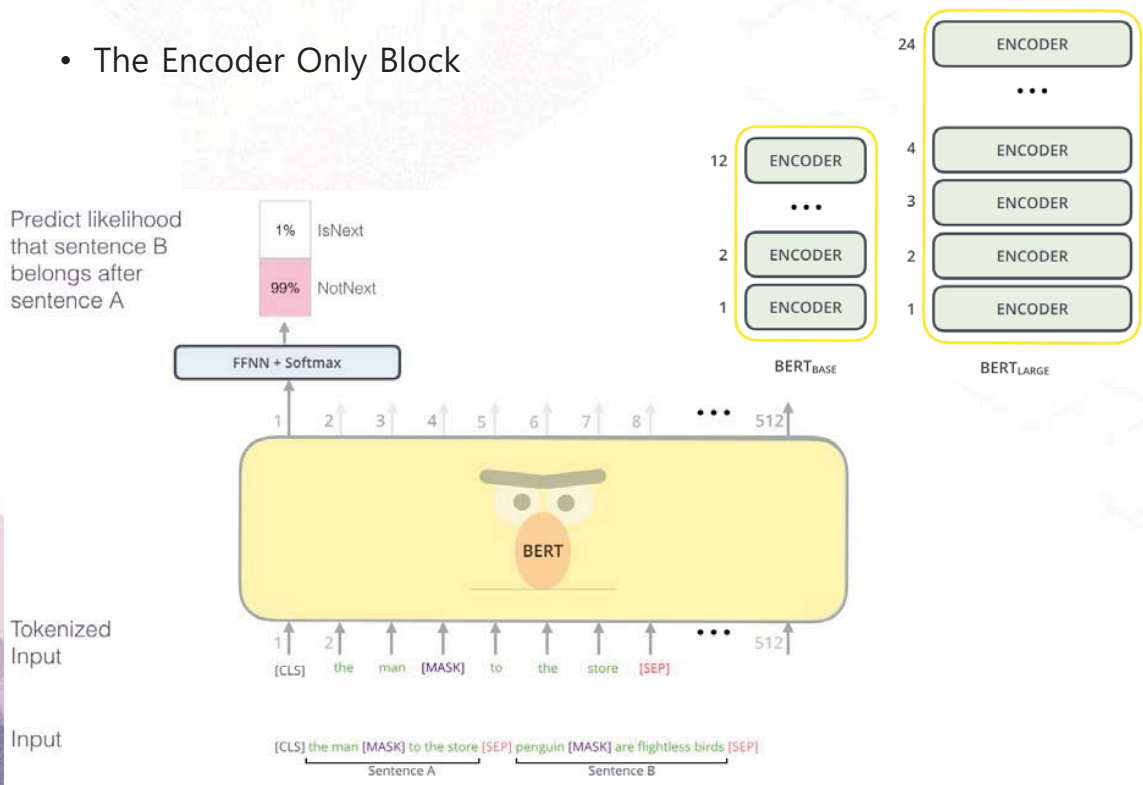 • The Encoder Only Block
24 ENCODER
•••
4 ENCODER
3 ENCODER
2 ENCODER
1 ENCODER
BERTLARGE
12 ENCODER
•••
2 ENCODER
1 ENCODER
BERTBASE
Predict likelihood
that sentence B
belongs after
sentence A
1% IsNext
99% NotNext
FFNN + Softmax
1 2 3 4 5 6 7 8 ••• 512
BERT
Tokenized
Input
1 2 ••• 512
[CLS] the man [MASK] to the store [SEP]
Input
[CLS] the man [MASK] to the store [SEP] penguin [MASK] are flightless birds [SEP]
Sentence A Sentence B